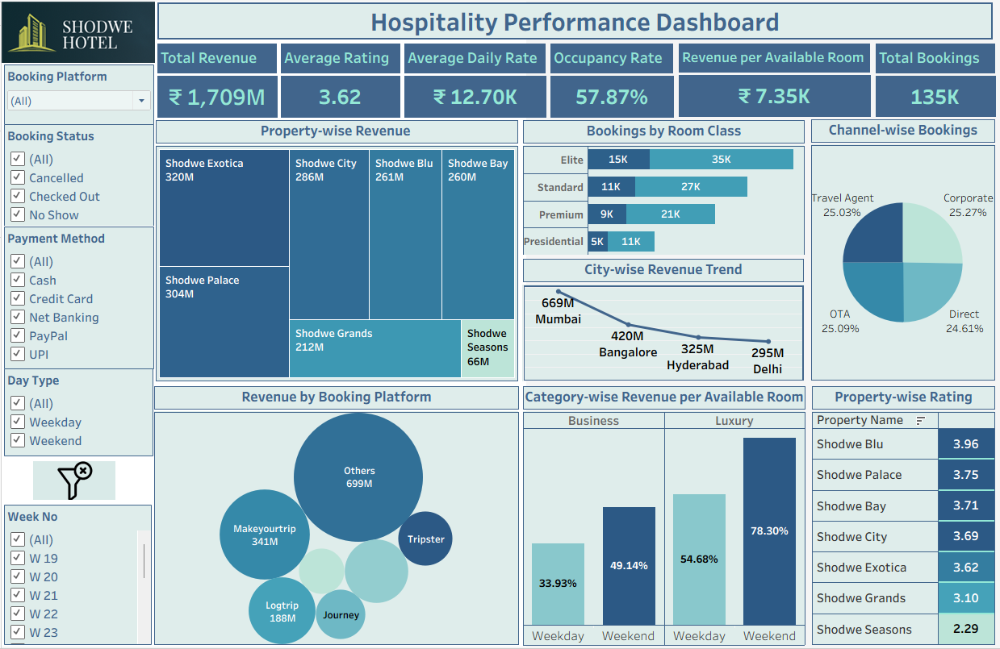 SHODWE
HOTEL
Hospitality Performance Dashboard
Total Revenue
₹ 1,709M
Average Rating
3.62
Average Daily Rate
₹ 12.70K
Occupancy Rate
57.87%
Revenue per Available Room
₹ 7.35K
Total Bookings
135K
Booking Platform
(All)
Booking Status
(All)
Cancelled
Checked Out
No Show
Payment Method
(All)
Cash
Credit Card
Net Banking
PayPal
UPI
Day Type
(All)
Weekday
Weekend
Week No
(All)
W 19
W 20
W 21
W 22
W 23
Property-wise Revenue
Shodwe Exotica
320M
Shodwe Palace
304M
Shodwe City
286M
Shodwe Blu
261M
Shodwe Bay
260M
Shodwe Grands
212M
Shodwe
Seasons
66M
Bookings by Room Class
Elite 15K 35K
Standard 11K 27K
Premium 9K 21K
Presidential 5K 11K
City-wise Revenue Trend
669M
Mumbai
420M
Bangalore
325M
Hyderabad
295M
Delhi
Channel-wise Bookings
Travel Agent
25.03%
Corporate
25.27%
OTA
25.09%
Direct
24.61%
Revenue by Booking Platform
Others
699M
Makeyourtrip
341M
Tripster
Logtrip
188M
Journey
Category-wise Revenue per Available Room
Business Luxury
33.93% 49.14% 54.68% 78.30%
Weekday Weekend Weekday Weekend
Property-wise Rating
Property Name
Shodwe Blu 3.96
Shodwe Palace 3.75
Shodwe Bay 3.71
Shodwe City 3.69
Shodwe Exotica 3.62
Shodwe Grands 3.10
Shodwe Seasons 2.29